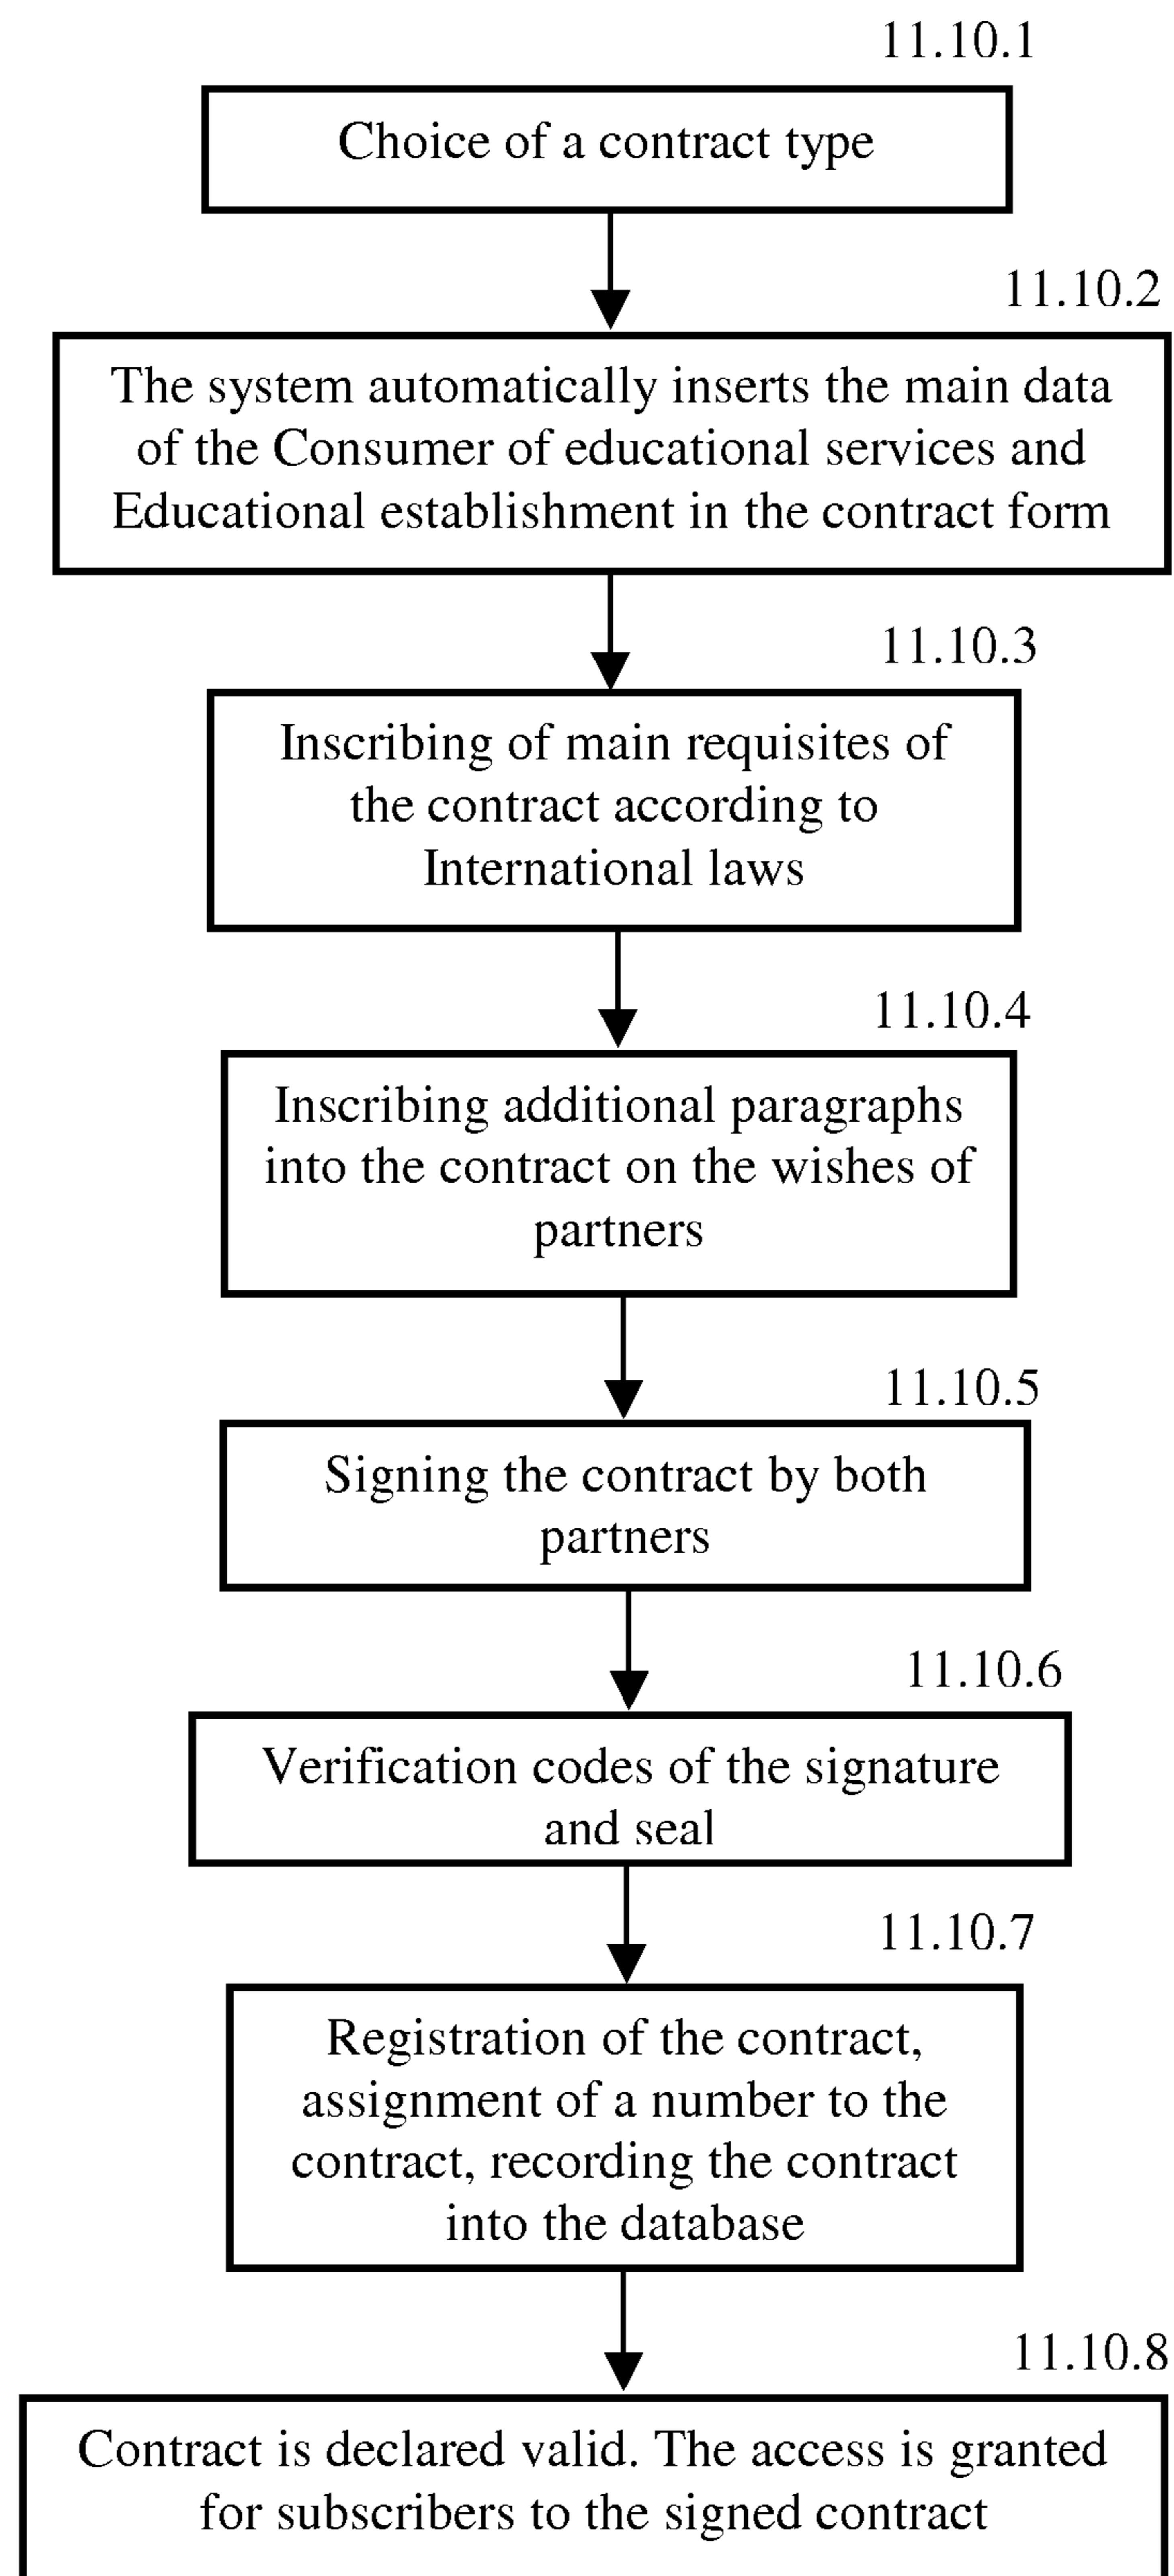 11.10.1
Choice of a contract type
11.10.2
The system automatically inserts the main data
of the Consumer of educational services and
Educational establishment in the contract form
11.10.3
Inscribing of main requisites of
the contract according to
International laws
11.10.4
Inscribing additional paragraphs
into the contract on the wishes of
partners
11.10.5
Signing the contract by both
partners
11.10.6
Verification codes of the signature
and seal
11.10.7
Registration of the contract,
assignment of a number to the
contract, recording the contract
into the database
11.10.8
Contract is declared valid. The access is granted
for subscribers to the signed contract